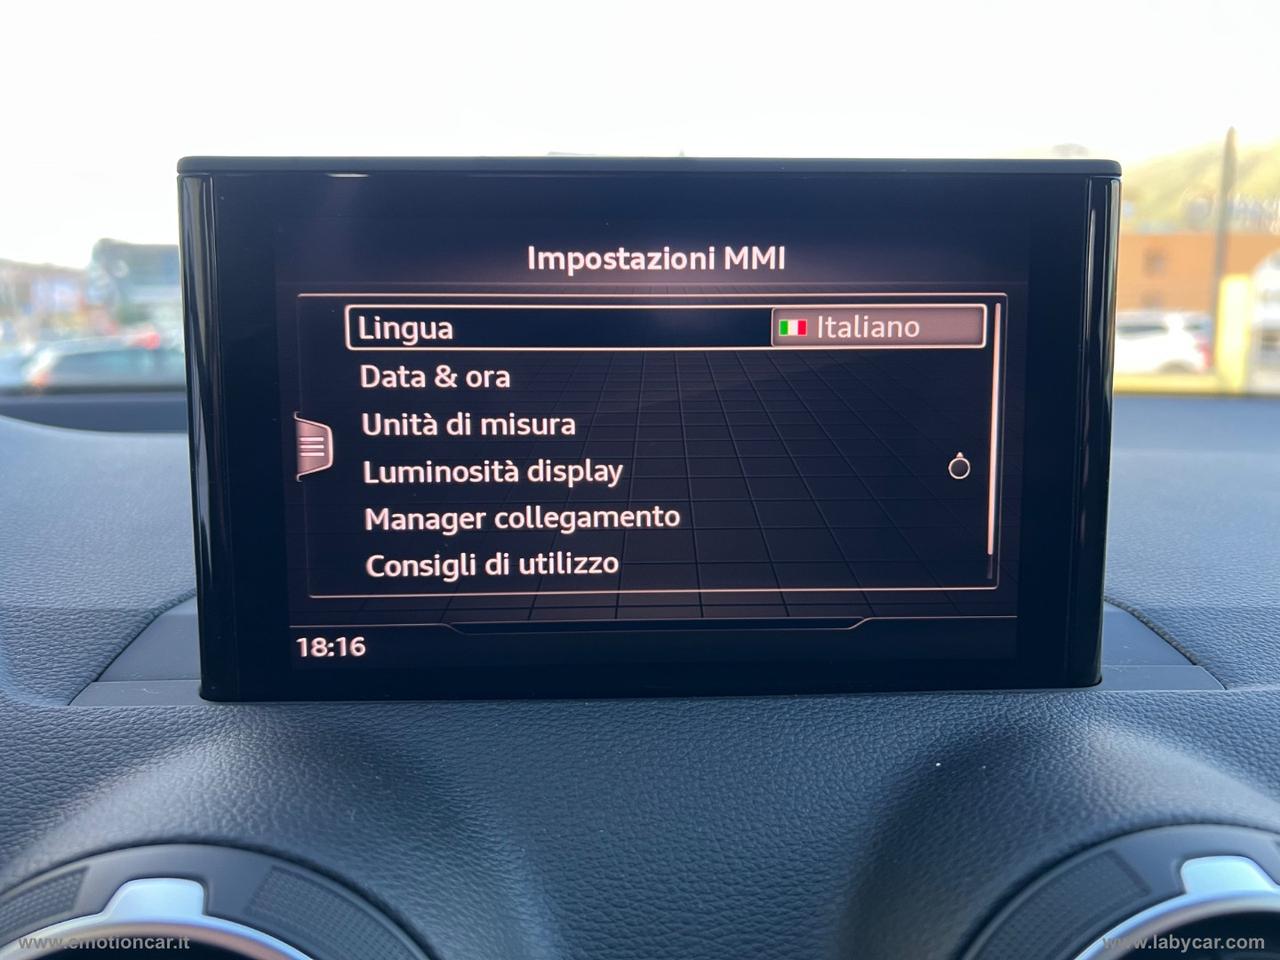 Impostazioni MMI
Lingua Italiano
Data & ora
Unità di misura
Luminosità display
Manager collegamento
Consigli di utilizzo
18:16
www.emotioncar.it www.labycar.com